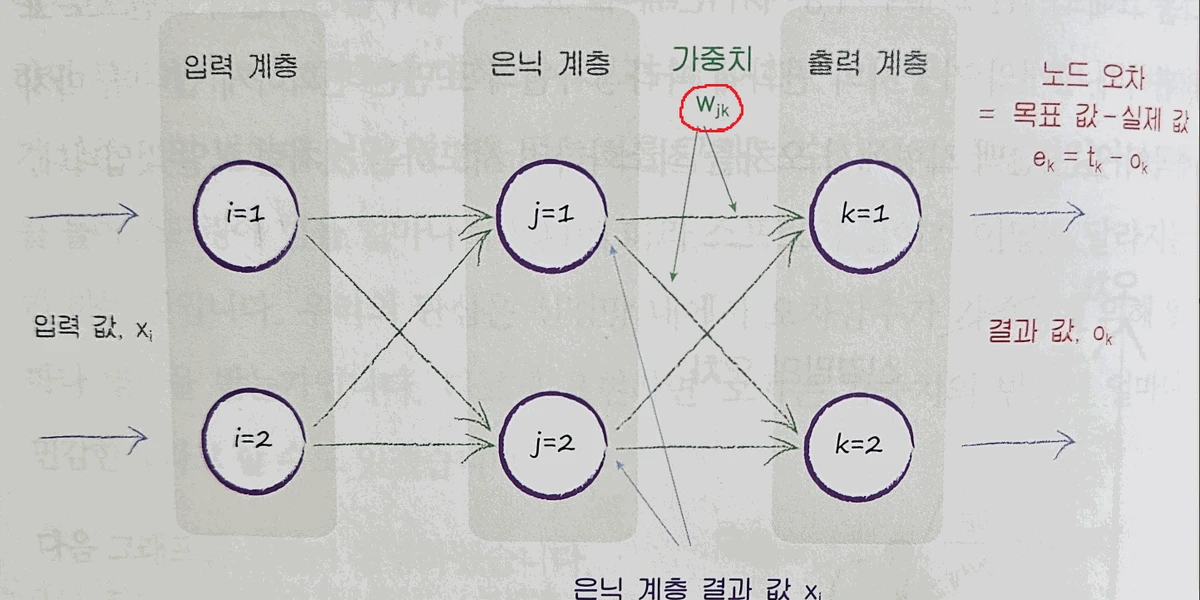 입력 계층
은닉 계층
가중치
출력 계층
w_jk
노드 오차
= 목표 값 - 실제 값
e_k = t_k - o_k
i=1
j=1
k=1
입력 값, x_i
결과 값, o_k
i=2
j=2
k=2
은닉 계층 결과 값